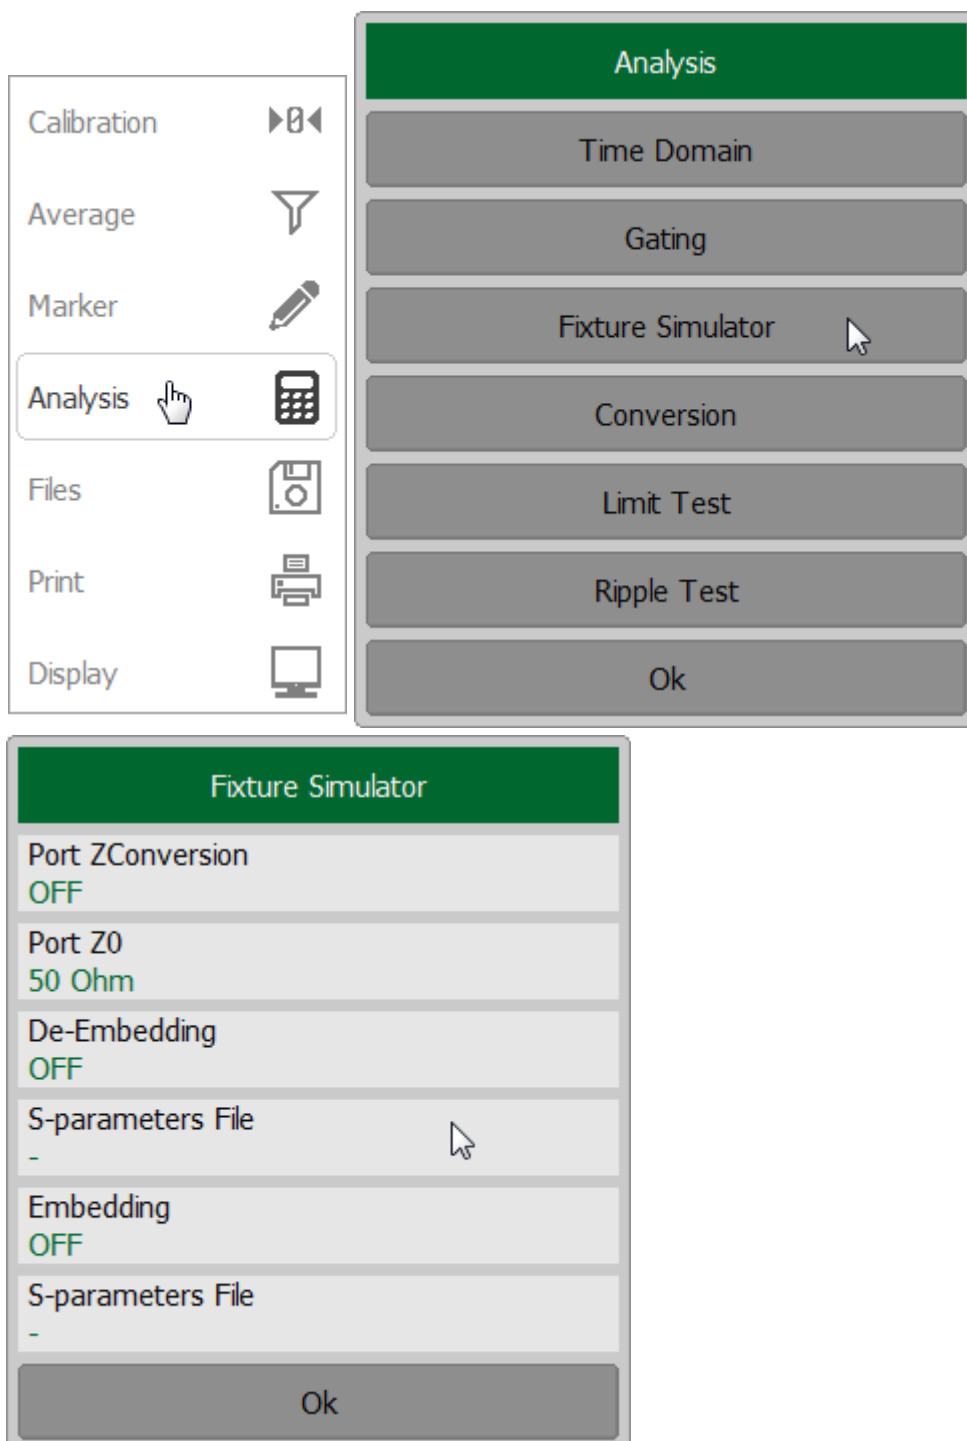 Calibration
Average
Marker
Analysis
Files
Print
Display
Analysis
Time Domain
Gating
Fixture Simulator
Conversion
Limit Test
Ripple Test
Ok
Fixture Simulator
Port ZConversion
OFF
Port Z0
50 Ohm
De-Embedding
OFF
S-parameters File
-
Embedding
OFF
S-parameters File
-
Ok